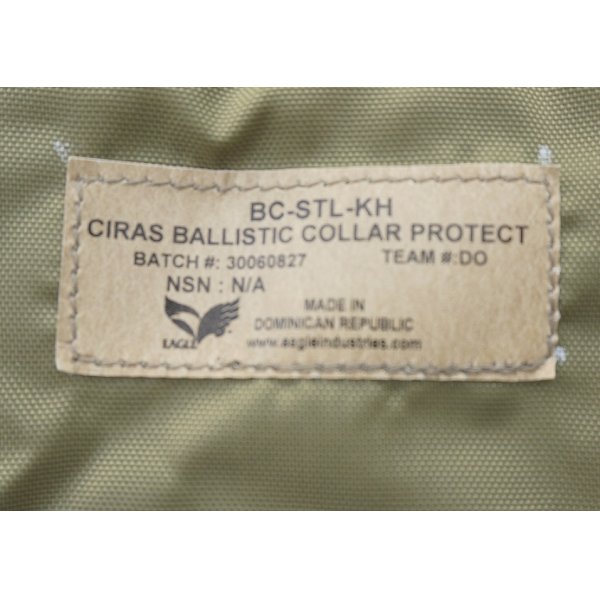 BC-STL-KH
CIRAS BALLISTIC COLLAR PROTECT
BATCH #: 30060827 TEAM #:DO
NSN : N/A
MADE IN
DOMINICAN REPUBLIC
EAGLE www.eagleindustries.com